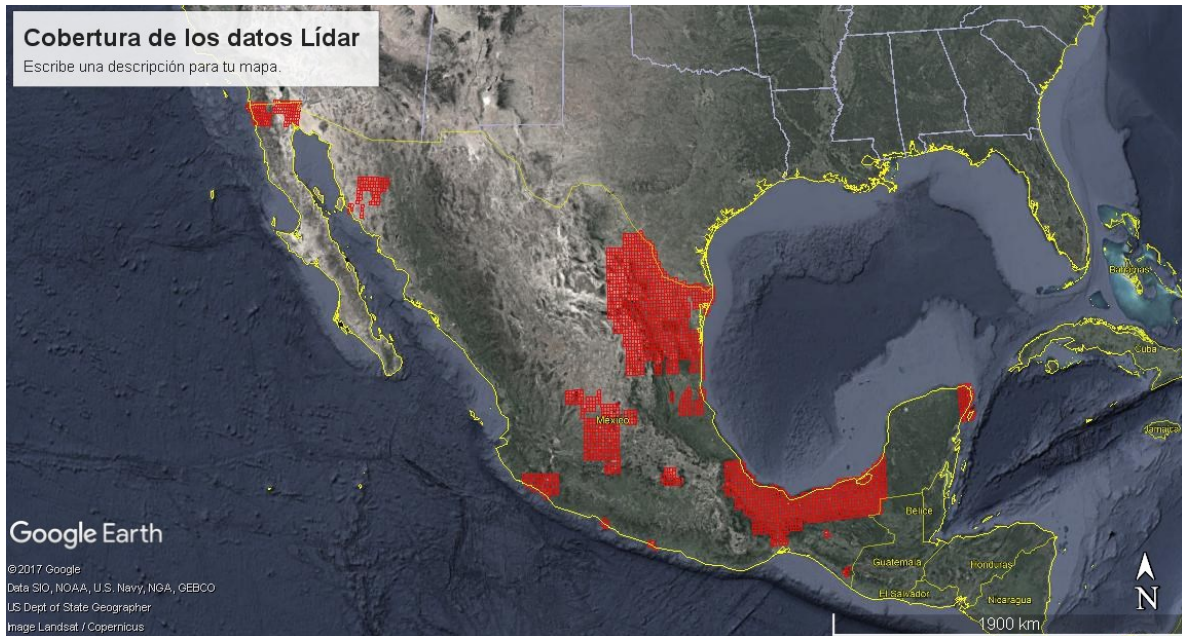 Cobertura de los datos Lídar
Escribe una descripción para tu mapa.
Bahamas
Cuba
Jamaica
México
Belice
Guatemala
Honduras
El Salvador
Nicaragua
Google Earth
©2017 Google
Data SIO, NOAA, U.S. Navy, NGA, GEBCO
US Dept of State Geographer
Image Landsat / Copernicus
N
1900 km